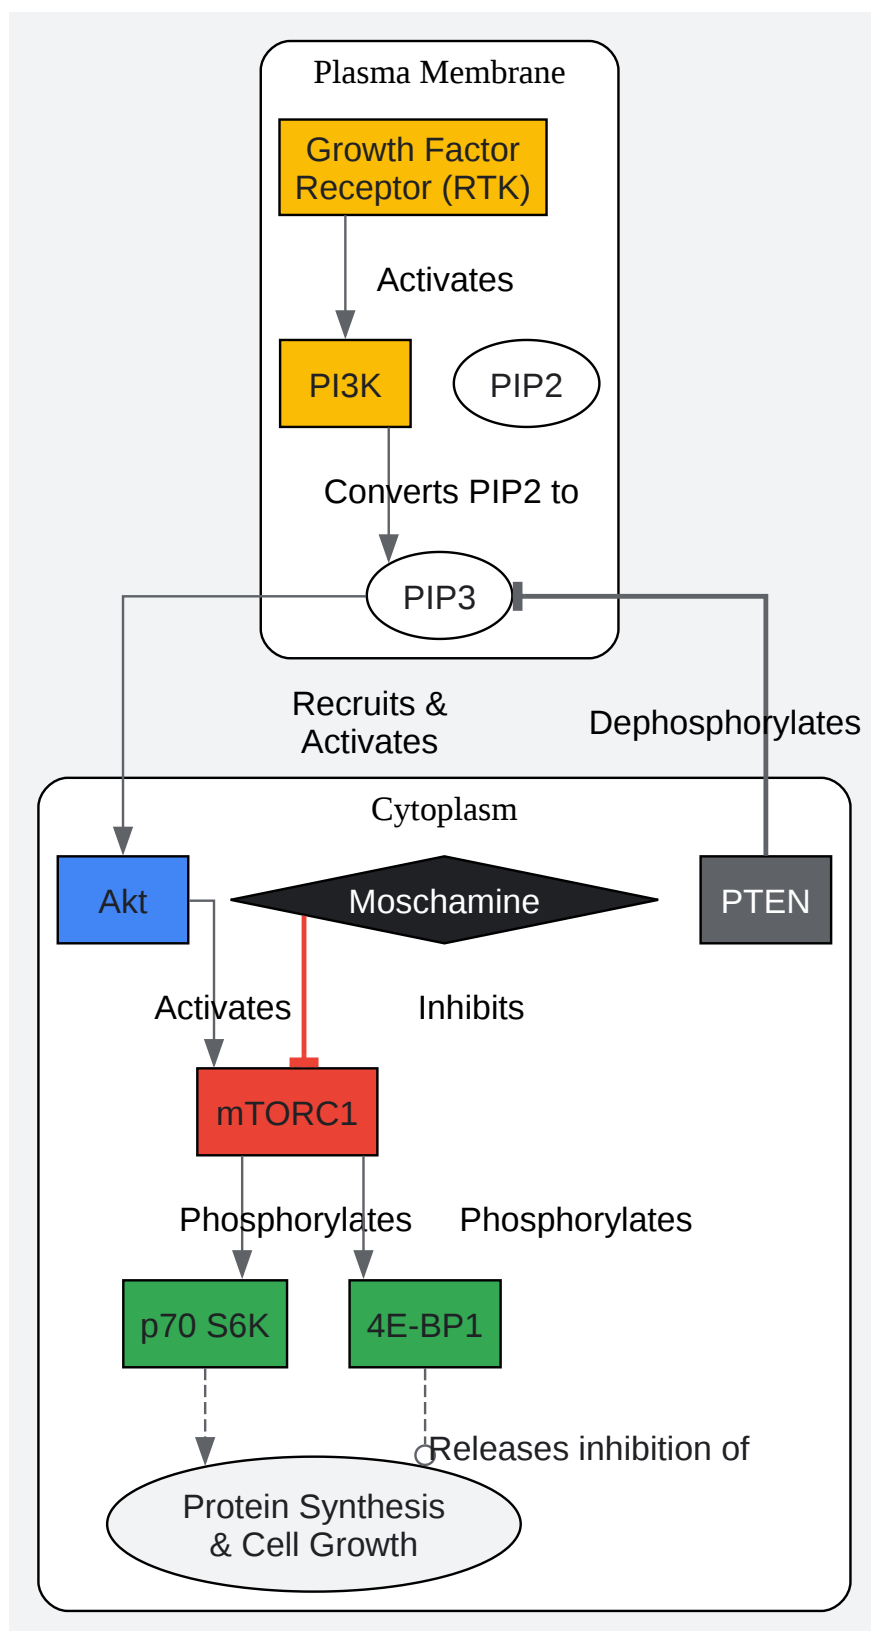 Plasma Membrane
Growth Factor
Receptor (RTK)
Activates
PI3K
PIP2
Converts PIP2 to
PIP3
Recruits &
Activates
Dephosphorylates
Cytoplasm
Akt
Moschamine
PTEN
Activates
Inhibits
mTORC1
Phosphorylates
Phosphorylates
p70 S6K
4E-BP1
Releases inhibition of
Protein Synthesis
& Cell Growth